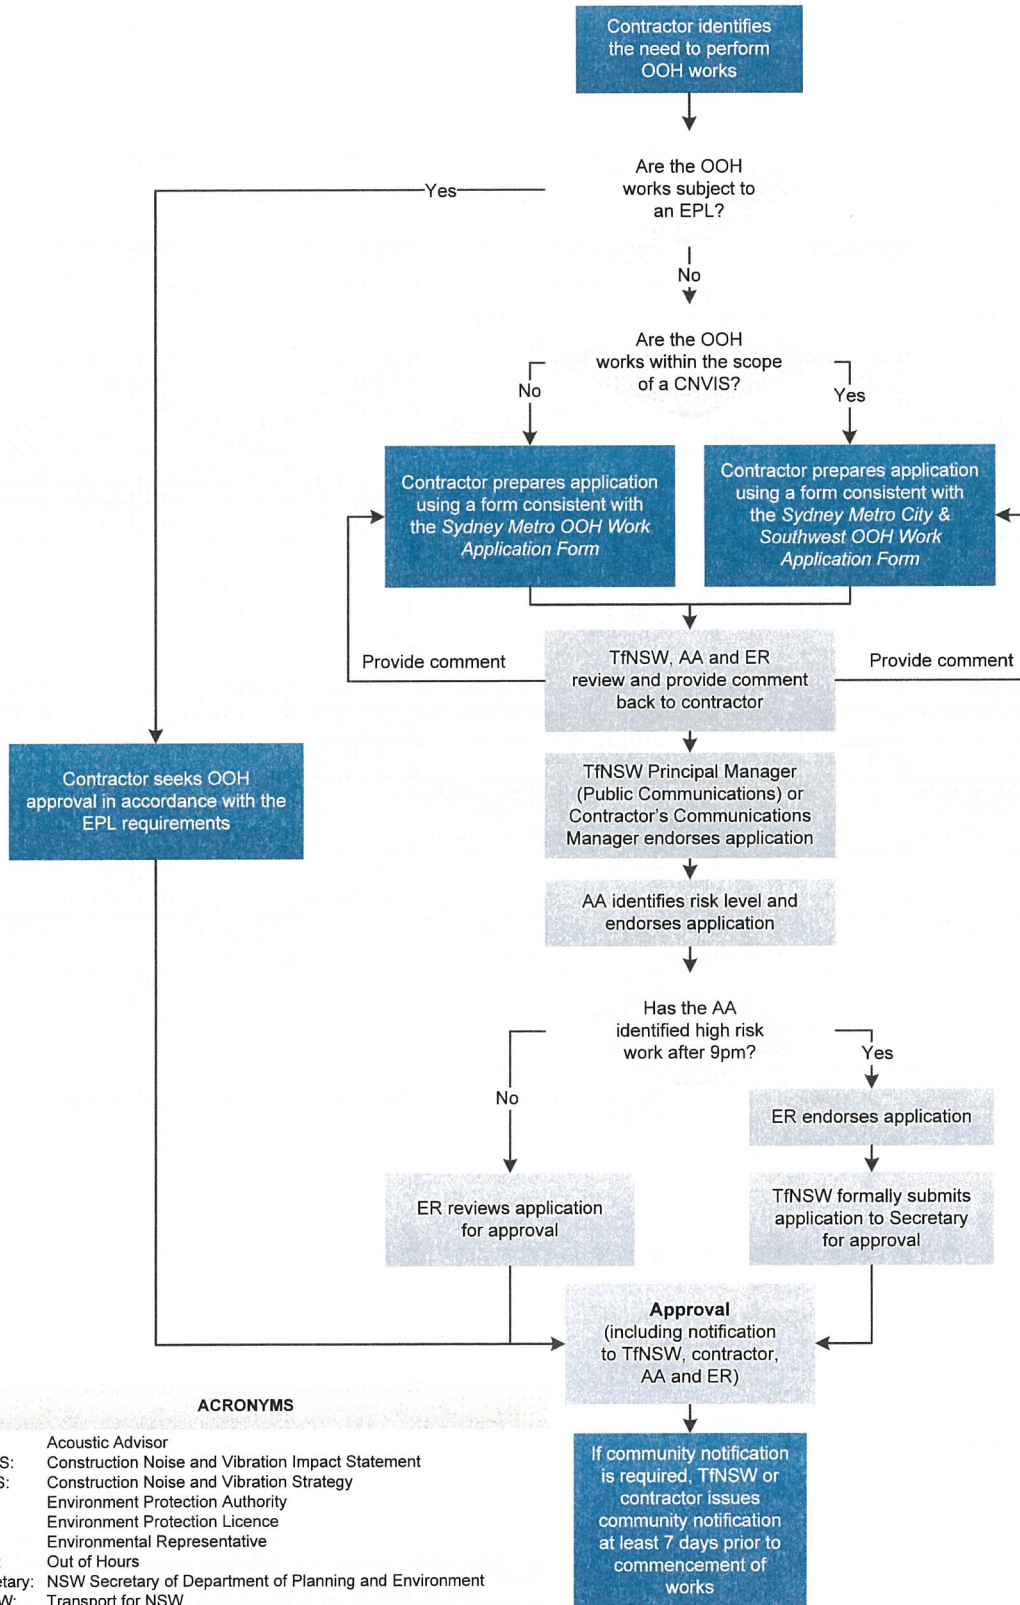 Contractor identifies
the need to perform
OOH works
Are the OOH
works subject to
an EPL?
Yes
No
Are the OOH
works within the scope
of a CNVIS?
No
Yes
Contractor prepares application
using a form consistent with
the Sydney Metro OOH Work
Application Form
Contractor prepares application
using a form consistent with
the Sydney Metro City &
Southwest OOH Work
Application Form
Provide comment
TfNSW, AA and ER
review and provide comment
back to contractor
Provide comment
Contractor seeks OOH
approval in accordance with the
EPL requirements
TfNSW Principal Manager
(Public Communications) or
Contractor's Communications
Manager endorses application
AA identifies risk level and
endorses application
Has the AA
identified high risk
work after 9pm?
No
Yes
ER endorses application
ER reviews application
for approval
TfNSW formally submits
application to Secretary
for approval
Approval
(including notification
to TfNSW, contractor,
AA and ER)
If community notification
is required, TfNSW or
contractor issues
community notification
at least 7 days prior to
commencement of
works
ACRONYMS
Acoustic Advisor
S: Construction Noise and Vibration Impact Statement
S: Construction Noise and Vibration Strategy
Environment Protection Authority
Environment Protection Licence
Environmental Representative
: Out of Hours
etary: NSW Secretary of Department of Planning and Environment
W: Transport for NSW